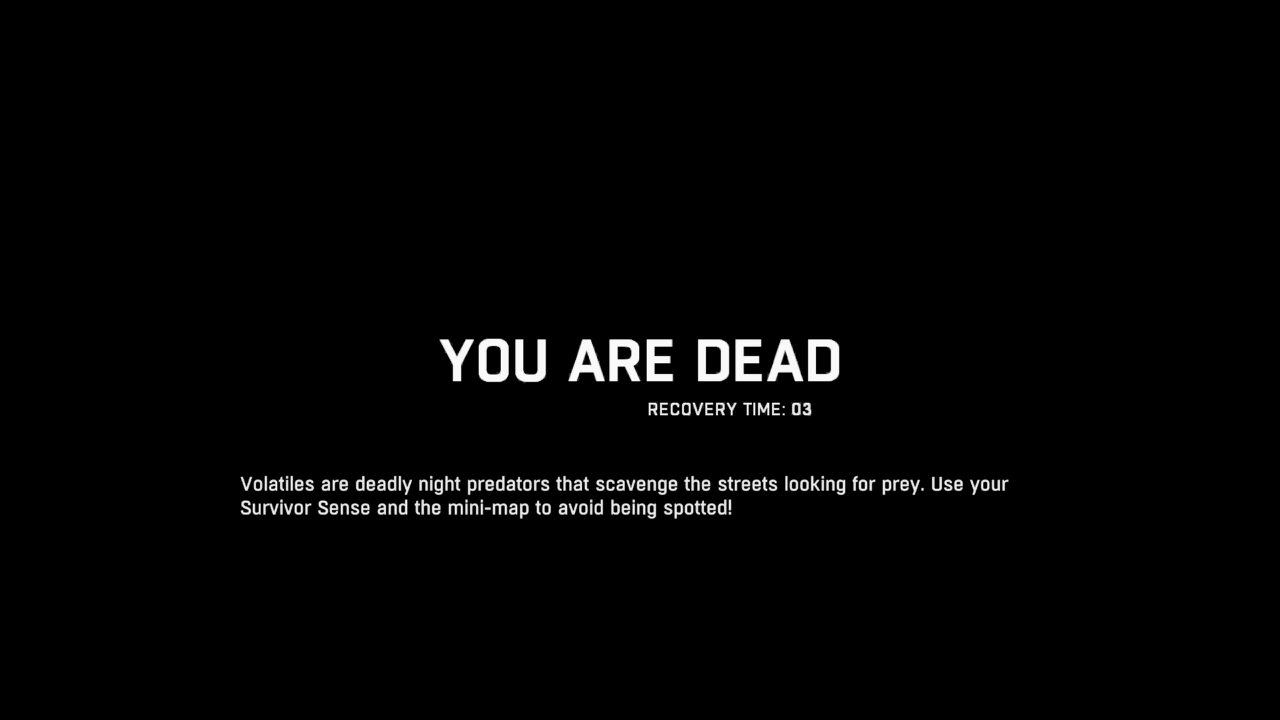 YOU ARE DEAD
RECOVERY TIME: 03
Volatiles are deadly night predators that scavenge the streets looking for prey. Use your
Survivor Sense and the mini-map to avoid being spotted!